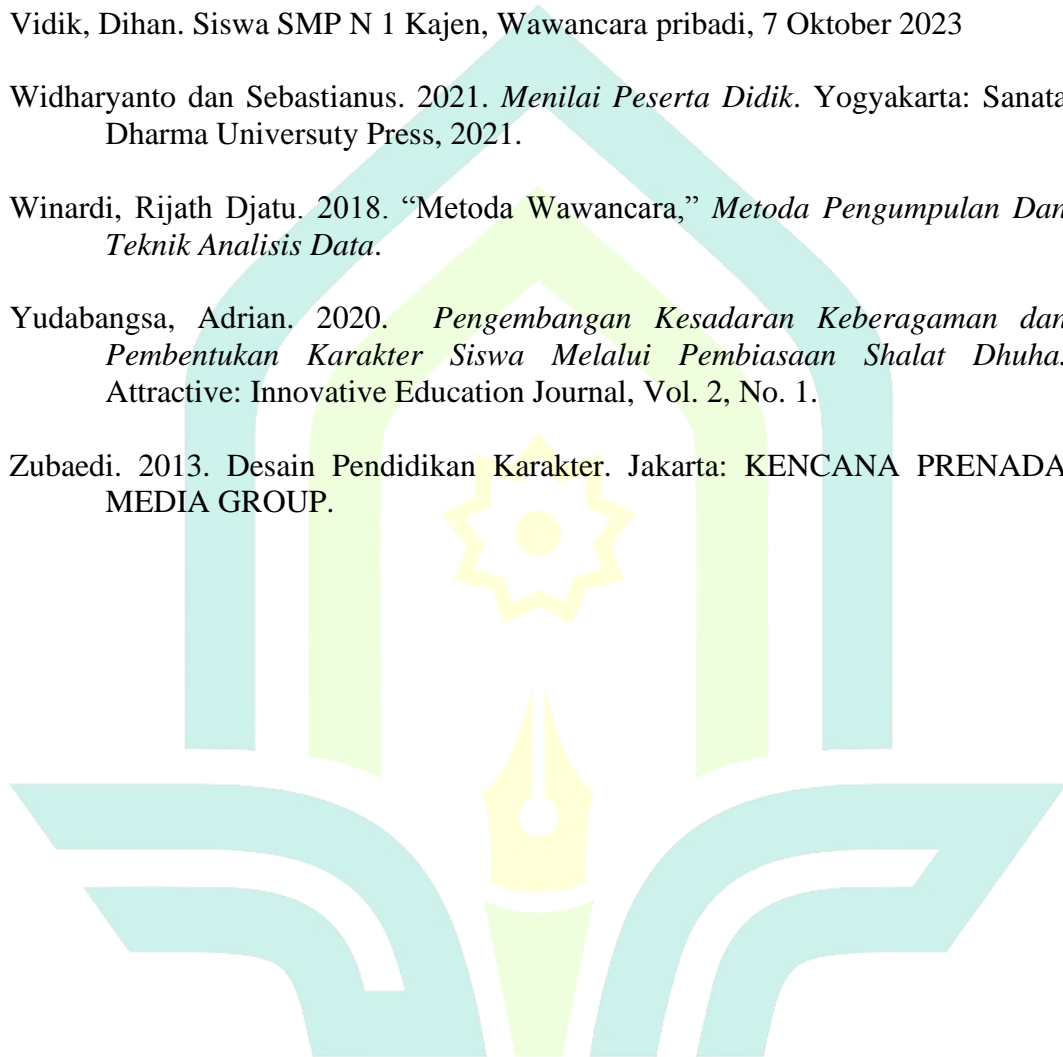 Vidik, Dihan. Siswa SMP N 1 Kajen, Wawancara pribadi, 7 Oktober 2023
Widharyanto dan Sebastianus. 2021. Menilai Peserta Didik. Yogyakarta: Sanata
Dharma Universuty Press, 2021.
Winardi, Rijath Djatu. 2018. “Metoda Wawancara,” Metoda Pengumpulan Dan
Teknik Analisis Data.
Yudabangsa, Adrian. 2020. Pengembangan Kesadaran Keberagaman dan
Pembentukan Karakter Siswa Melalui Pembiasaan Shalat Dhuha.
Attractive: Innovative Education Journal, Vol. 2, No. 1.
Zubaedi. 2013. Desain Pendidikan Karakter. Jakarta: KENCANA PRENADA
MEDIA GROUP.